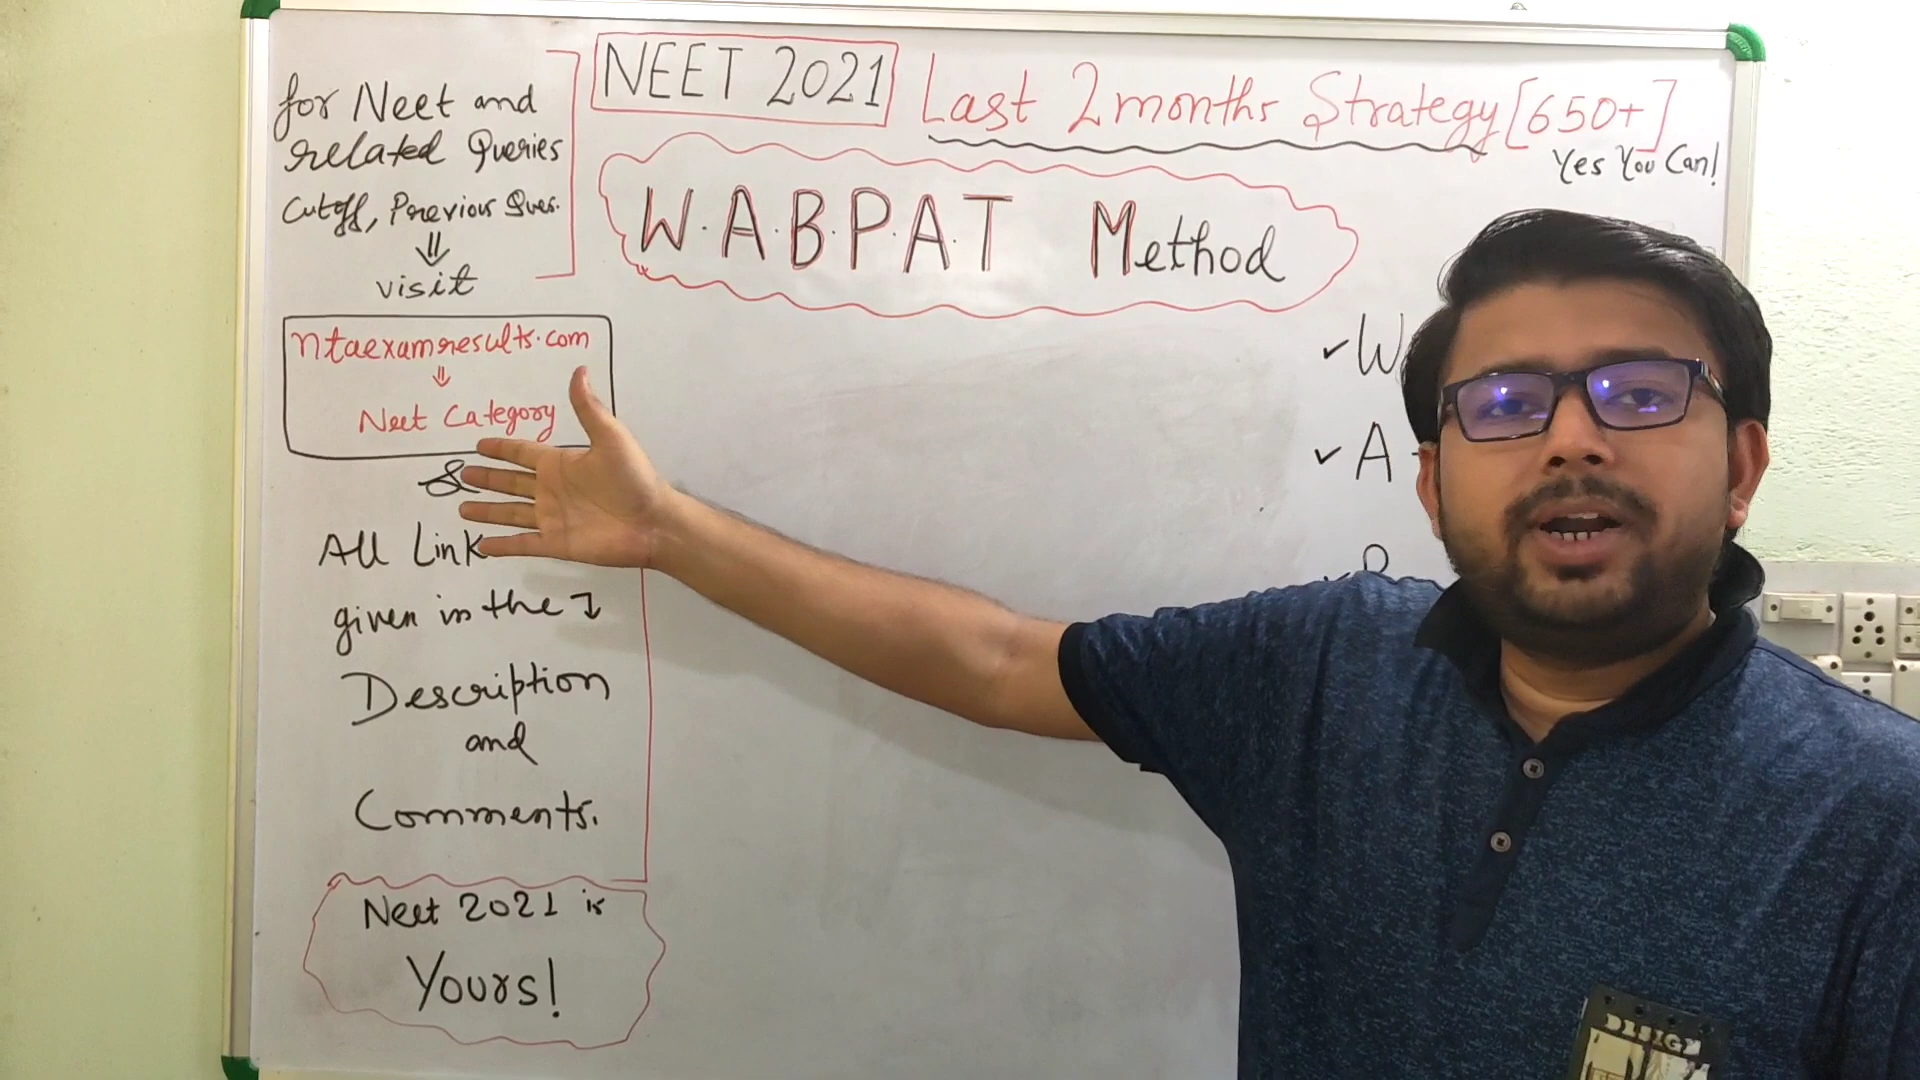 for Neet and
related Queries
Cutoff, Previous Ques.
⇓
visit
ntaexamresults.com
⇓
Neet Category
&
All Link
given in the
Description
and
Comments.
Neet 2021 is
Yours!
NEET 2021
Last 2 months Strategy [650+]
Yes You Can!
W.A.B.P.A.T Method
✓ W
✓ A -
DESIGN